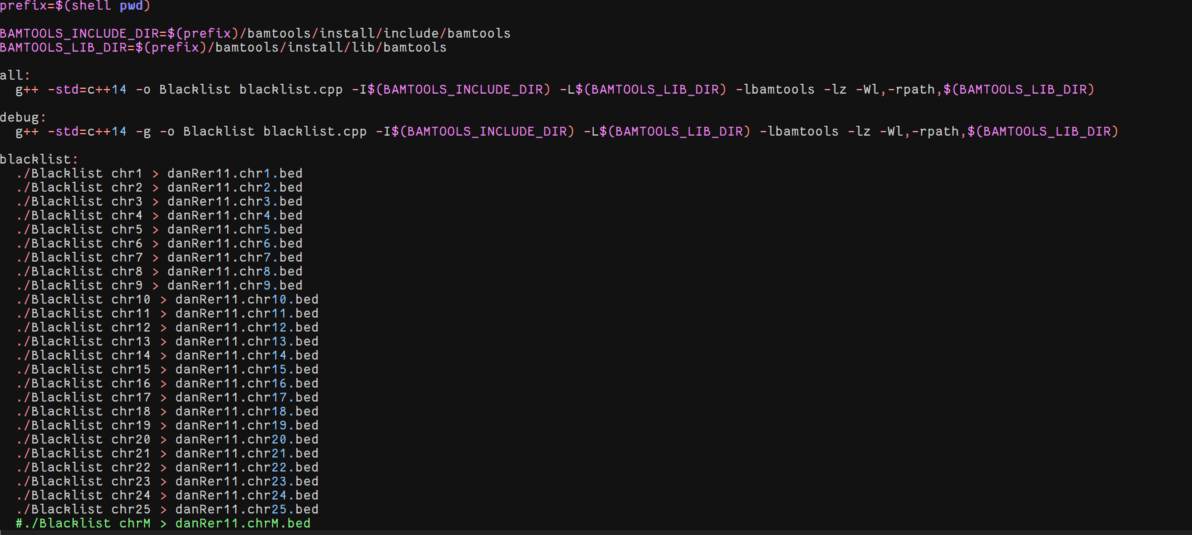 prefix=$(shell pwd)
BAMTOOLS_INCLUDE_DIR=$(prefix)/bamtools/install/include/bamtools
BAMTOOLS_LIB_DIR=$(prefix)/bamtools/install/lib/bamtools
all:
g++ -std=c++14 -o Blacklist blacklist.cpp -I$(BAMTOOLS_INCLUDE_DIR) -L$(BAMTOOLS_LIB_DIR) -lbamtools -lz -Wl,-rpath,$(BAMTOOLS_LIB_DIR)
debug:
g++ -std=c++14 -g -o Blacklist blacklist.cpp -I$(BAMTOOLS_INCLUDE_DIR) -L$(BAMTOOLS_LIB_DIR) -lbamtools -lz -Wl,-rpath,$(BAMTOOLS_LIB_DIR)
blacklist:
./Blacklist chr1 > danRer11.chr1.bed
./Blacklist chr2 > danRer11.chr2.bed
./Blacklist chr3 > danRer11.chr3.bed
./Blacklist chr4 > danRer11.chr4.bed
./Blacklist chr5 > danRer11.chr5.bed
./Blacklist chr6 > danRer11.chr6.bed
./Blacklist chr7 > danRer11.chr7.bed
./Blacklist chr8 > danRer11.chr8.bed
./Blacklist chr9 > danRer11.chr9.bed
./Blacklist chr10 > danRer11.chr10.bed
./Blacklist chr11 > danRer11.chr11.bed
./Blacklist chr12 > danRer11.chr12.bed
./Blacklist chr13 > danRer11.chr13.bed
./Blacklist chr14 > danRer11.chr14.bed
./Blacklist chr15 > danRer11.chr15.bed
./Blacklist chr16 > danRer11.chr16.bed
./Blacklist chr17 > danRer11.chr17.bed
./Blacklist chr18 > danRer11.chr18.bed
./Blacklist chr19 > danRer11.chr19.bed
./Blacklist chr20 > danRer11.chr20.bed
./Blacklist chr21 > danRer11.chr21.bed
./Blacklist chr22 > danRer11.chr22.bed
./Blacklist chr23 > danRer11.chr23.bed
./Blacklist chr24 > danRer11.chr24.bed
./Blacklist chr25 > danRer11.chr25.bed
#./Blacklist chrM > danRer11.chrM.bed